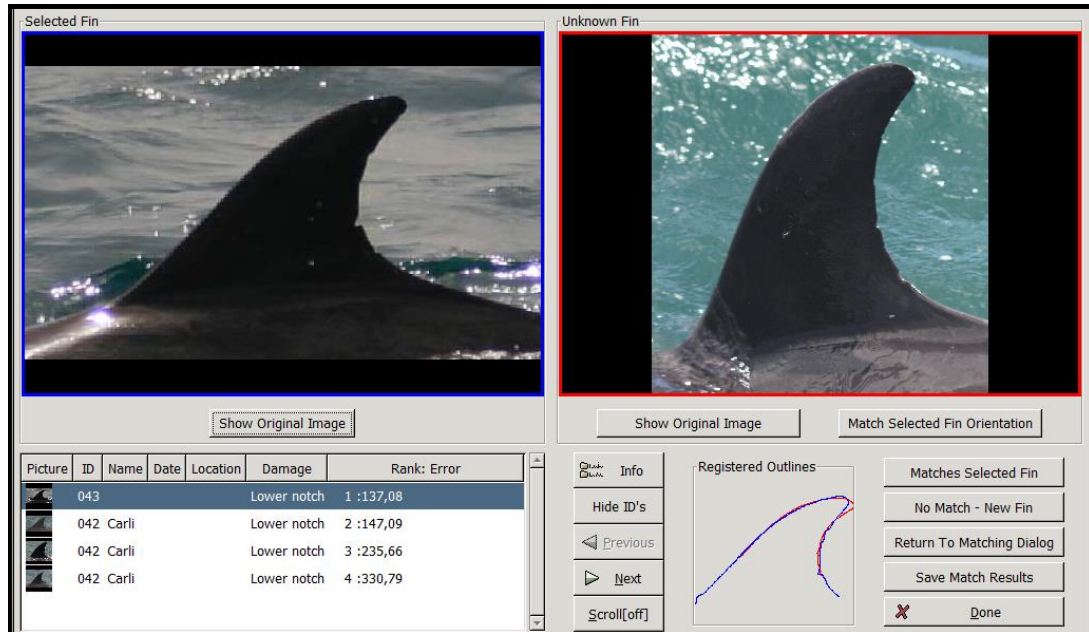 Selected Fin
Unknown Fin
Show Original Image
Show Original Image
Match Selected Fin Orientation
Picture ID Name Date Location Damage Rank: Error
043 Lower notch 1 :137,08
042 Carli Lower notch 2 :147,09
042 Carli Lower notch 3 :235,66
042 Carli Lower notch 4 :330,79
Info
Hide ID's
Previous
Next
Scroll[off]
Registered Outlines
Matches Selected Fin
No Match - New Fin
Return To Matching Dialog
Save Match Results
Done